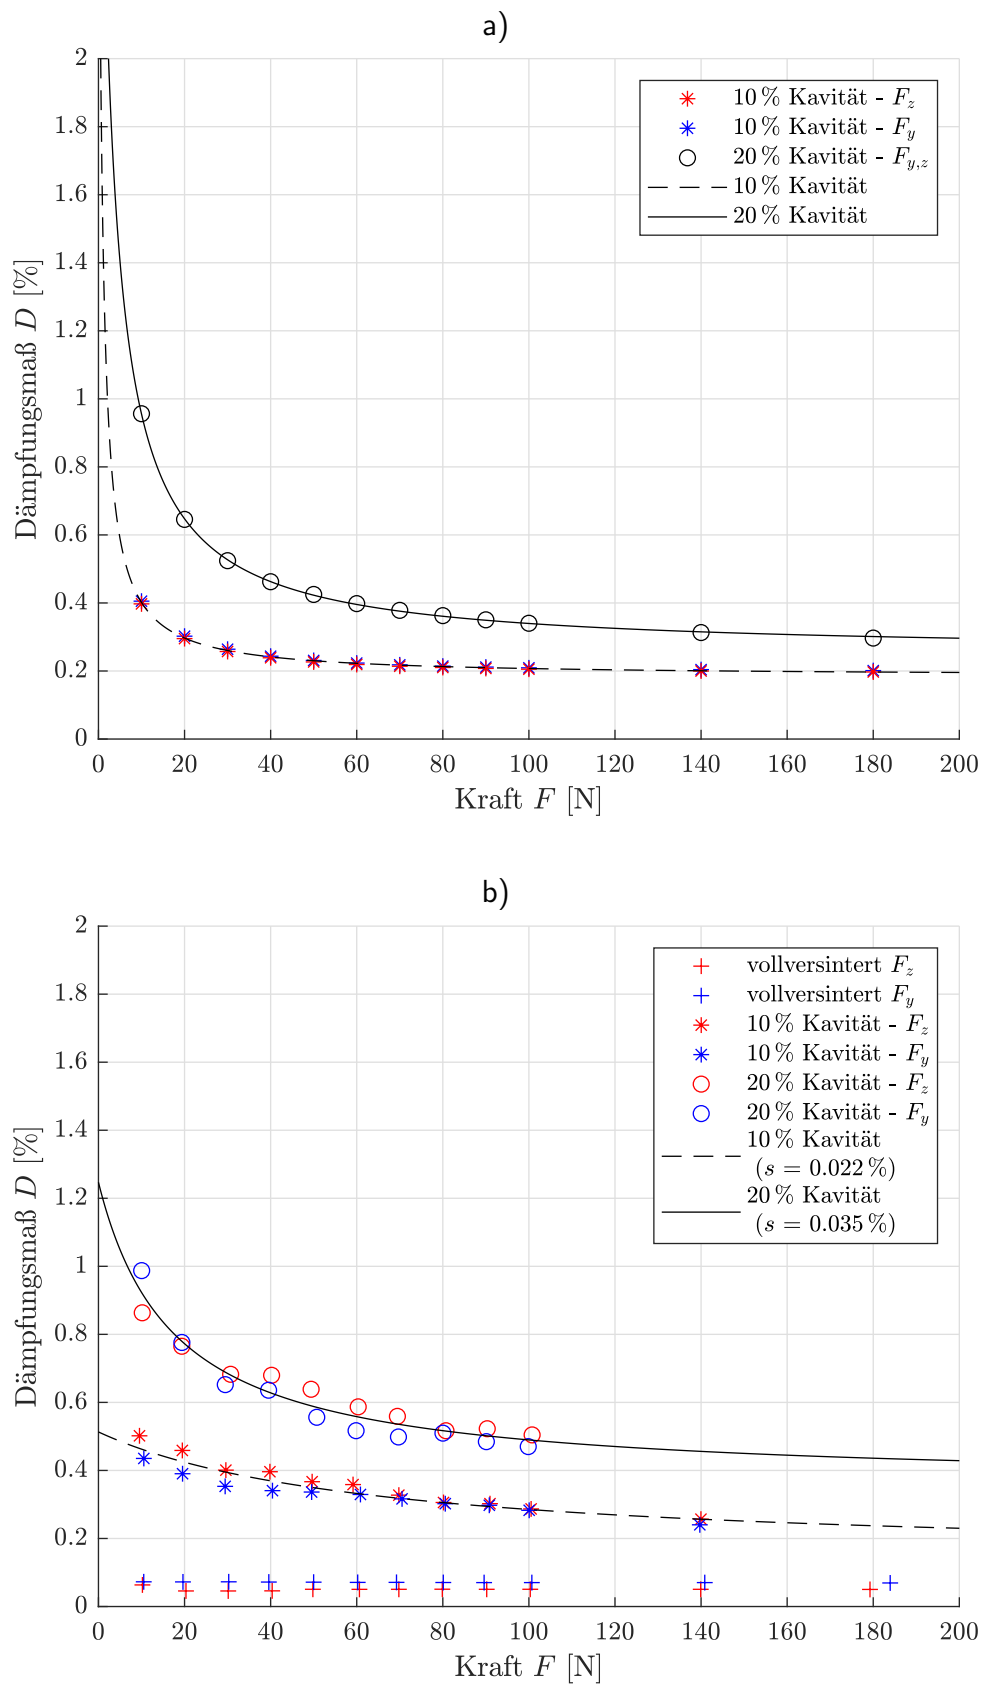 a)
2
1.8
1.6
1.4
1.2
1
0.8
0.6
0.4
0.2
0
Dämpfungsmaß D [%]
10 % Kavität - F_z
10 % Kavität - F_y
20 % Kavität - F_{y,z}
10 % Kavität
20 % Kavität
0 20 40 60 80 100 120 140 160 180 200
Kraft F [N]
b)
2
1.8
1.6
1.4
1.2
1
0.8
0.6
0.4
0.2
0
Dämpfungsmaß D [%]
vollversintert F_z
vollversintert F_y
10 % Kavität - F_z
10 % Kavität - F_y
20 % Kavität - F_z
20 % Kavität - F_y
10 % Kavität
(s = 0.022 %)
20 % Kavität
(s = 0.035 %)
0 20 40 60 80 100 120 140 160 180 200
Kraft F [N]